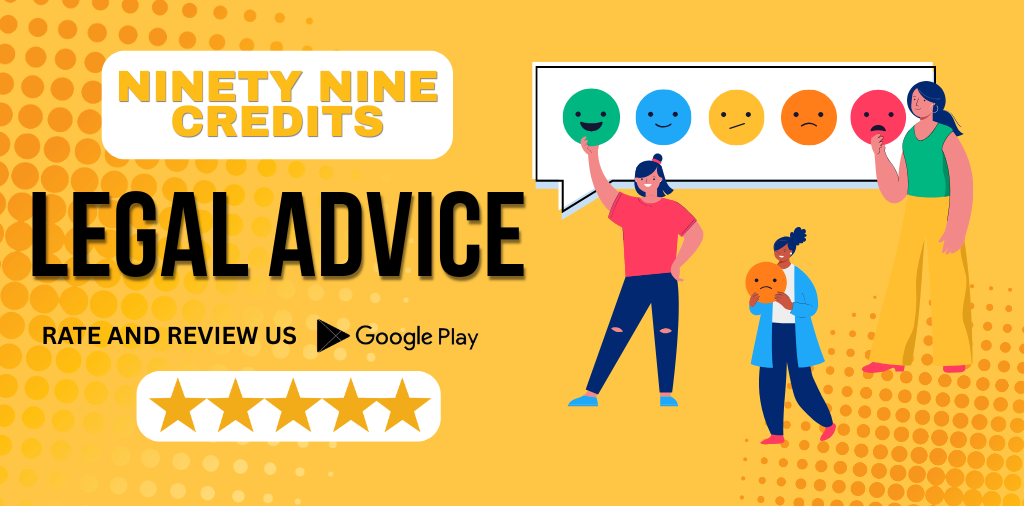 NINETY NINE
CREDITS
LEGAL ADVICE
RATE AND REVIEW US
Google Play